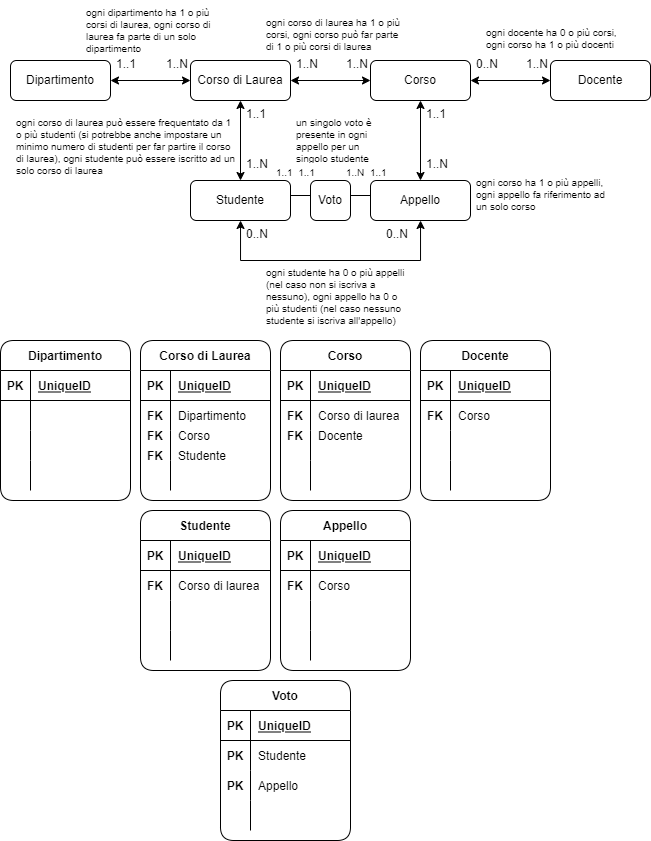 ogni dipartimento ha 1 o più
corsi di laurea, ogni corso di
laurea fa parte di un solo
dipartimento
ogni corso di laurea ha 1 o più
corsi, ogni corso può far parte
di 1 o più corsi di laurea
ogni docente ha 0 o più corsi,
ogni corso ha 1 o più docenti
1..1
1..N
1..N
1..N
0..N
1..N
Dipartimento
Corso di Laurea
Corso
Docente
ogni corso di laurea può essere frequentato da 1
o più studenti (si potrebbe anche impostare un
minimo numero di studenti per far partire il corso
di laurea), ogni studente può essere iscritto ad un
solo corso di laurea
1..1
1..N
un singolo voto è
presente in ogni
appello per un
singolo studente
1..1
1..N
1..1
1..1
1..N
1..1
Studente
Voto
Appello
ogni corso ha 1 o più appelli,
ogni appello fa riferimento ad
un solo corso
0..N
0..N
ogni studente ha 0 o più appelli
(nel caso non si iscriva a
nessuno), ogni appello ha 0 o
più studenti (nel caso nessuno
studente si iscriva all'appello)
Dipartimento
PK UniqueID
Corso di Laurea
PK UniqueID
FK Dipartimento
FK Corso
FK Studente
Corso
PK UniqueID
FK Corso di laurea
FK Docente
Docente
PK UniqueID
FK Corso
Studente
PK UniqueID
FK Corso di laurea
Appello
PK UniqueID
FK Corso
Voto
PK UniqueID
PK Studente
PK Appello